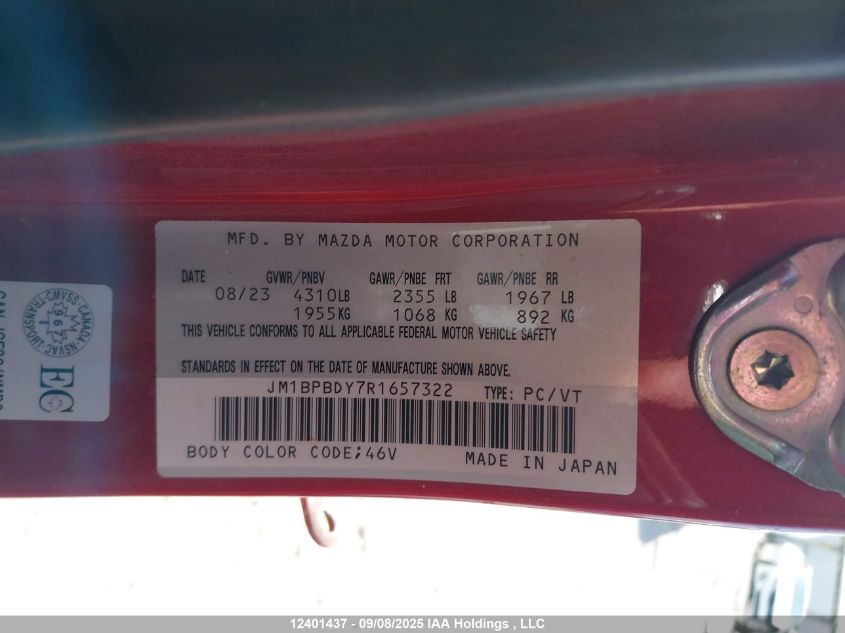 MFD. BY MAZDA MOTOR CORPORATION
DATE GVWR/PNBV GAWR/PNBE FRT GAWR/PNBE RR
08/23 4310LB 2355 LB 1967 LB
1955KG 1068 KG 892 KG
THIS VEHICLE CONFORMS TO ALL APPLICABLE FEDERAL MOTOR VEHICLE SAFETY
STANDARDS IN EFFECT ON THE DATE OF MANUFACTURE SHOWN ABOVE.
JM1BPBDY7R1657322 TYPE: PC/VT
BODY COLOR CODE;46V MADE IN JAPAN
967
EC
12401437 - 09/08/2025 IAA Holdings , LLC